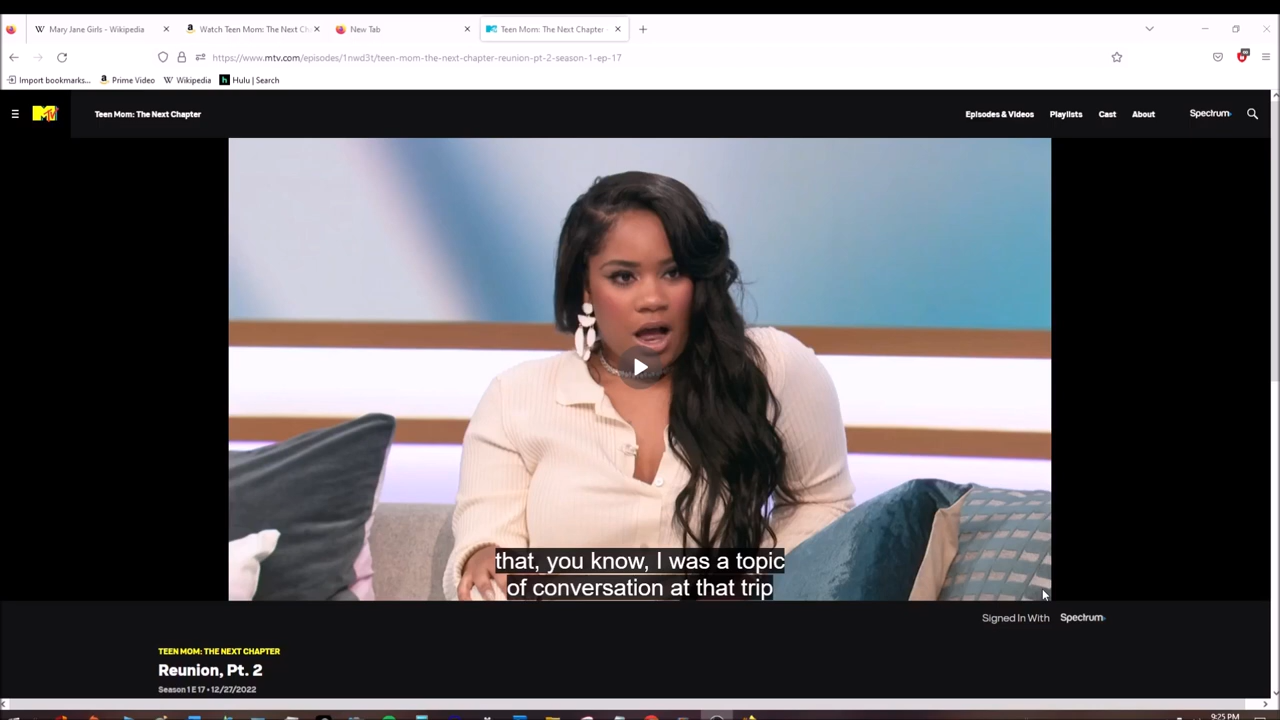 Mary Jane Girls - Wikipedia
Watch Teen Mom: The Next Ch
New Tab
Teen Mom: The Next Chapter -
https://www.mtv.com/episodes/1nwd3t/teen-mom-the-next-chapter-reunion-pt-2-season-1-ep-17
Import bookmarks...
Prime Video
Wikipedia
Hulu | Search
MTV
Teen Mom: The Next Chapter
Episodes & Videos
Playlists
Cast
About
Spectrum
that, you know, I was a topic
of conversation at that trip
Signed In With Spectrum
TEEN MOM: THE NEXT CHAPTER
Reunion, Pt. 2
Season 1 E 17 • 12/27/2022
9:25 PM